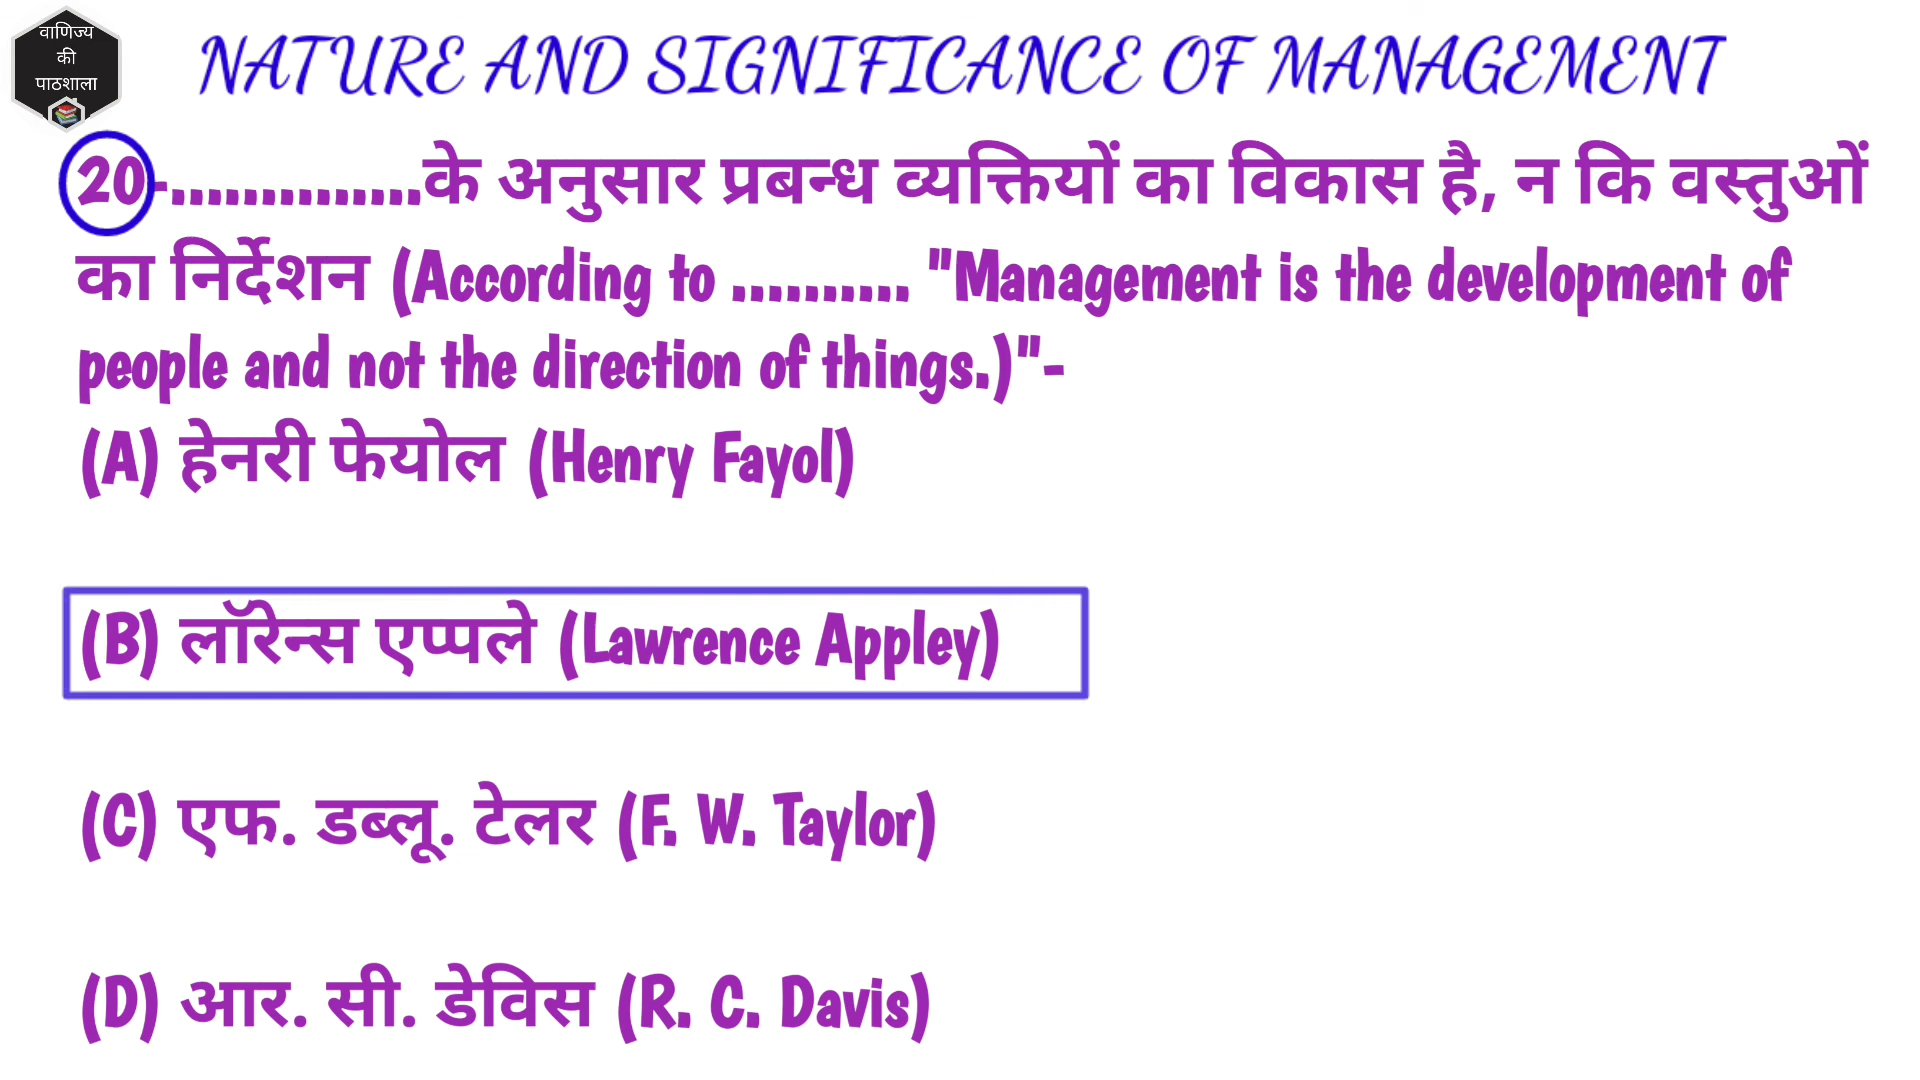 वाणिज्य
की
पाठशाला
NATURE AND SIGNIFICANCE OF MANAGEMENT
20-..............के अनुसार प्रबन्ध व्यक्तियों का विकास है, न कि वस्तुओं
का निर्देशन (According to .......... "Management is the development of
people and not the direction of things.)"-
(A) हेनरी फेयोल (Henry Fayol)
(B) लॉरेन्स एप्पले (Lawrence Appley)
(C) एफ. डब्लू. टेलर (F. W. Taylor)
(D) आर. सी. डेविस (R. C. Davis)